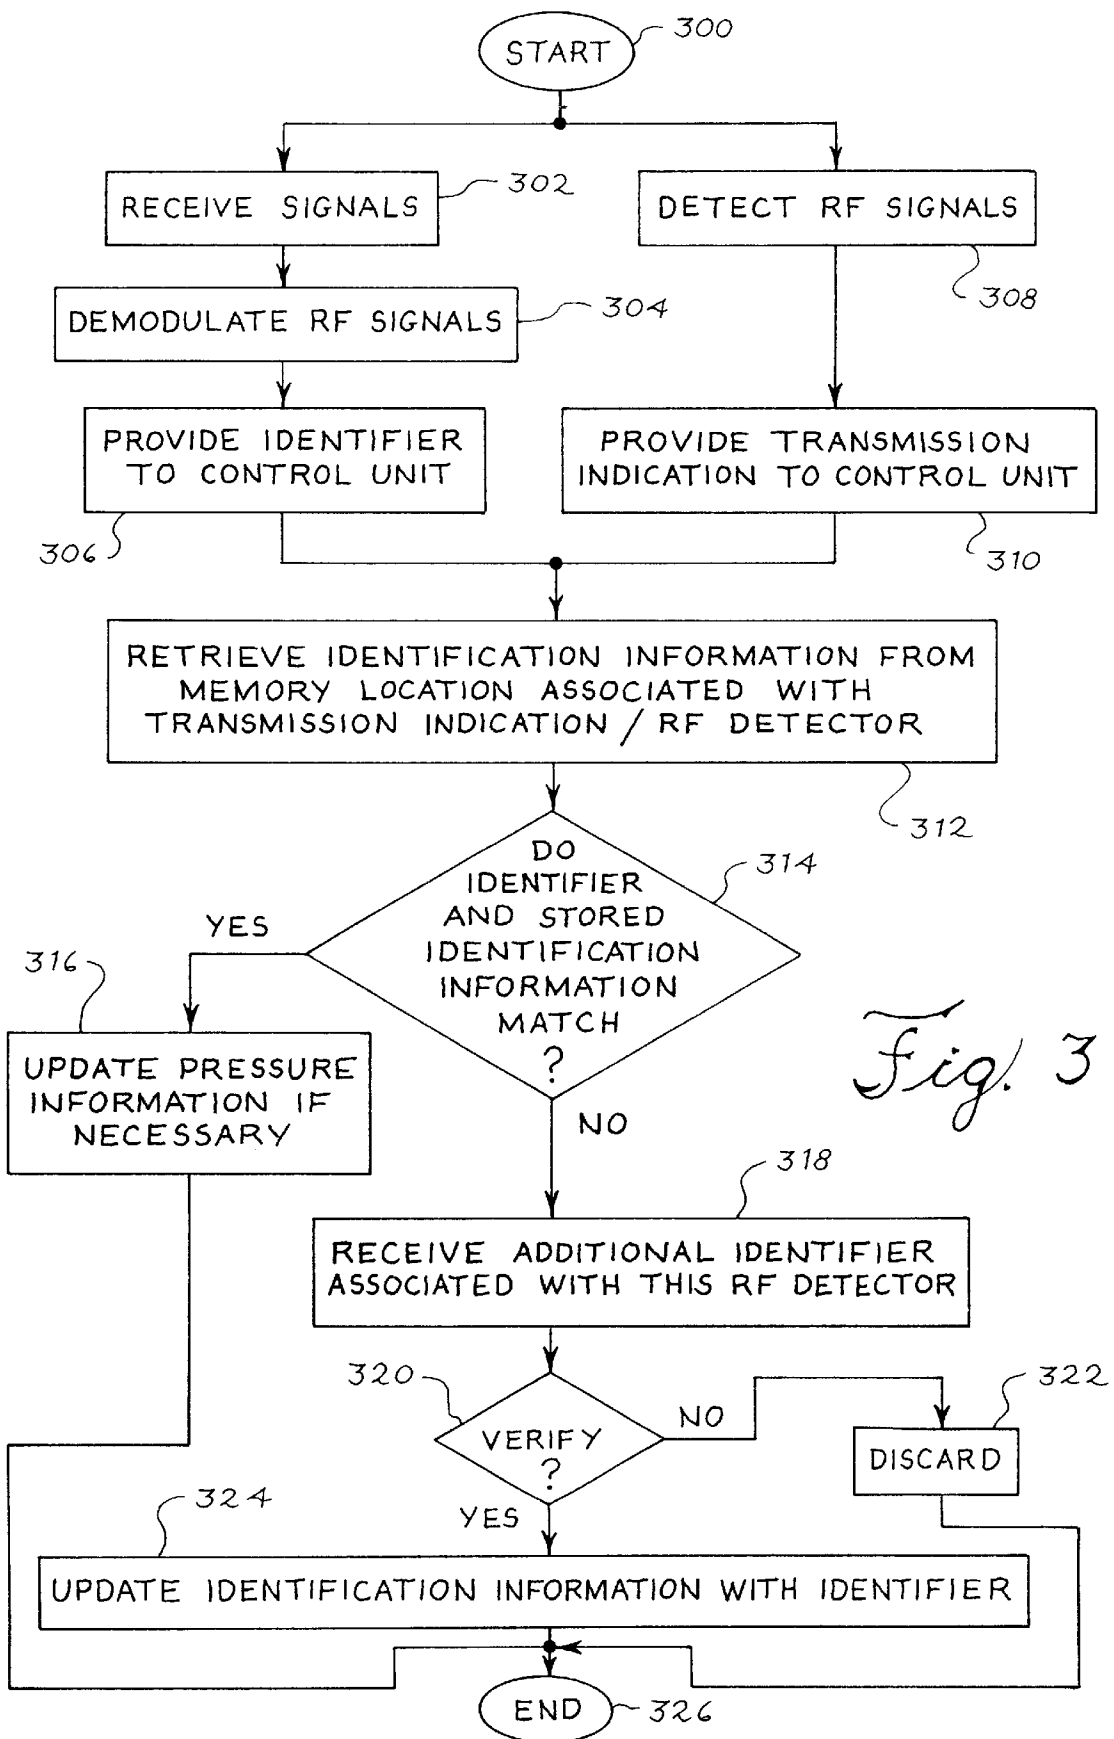 START
300
RECEIVE SIGNALS
302
DETECT RF SIGNALS
308
DEMODULATE RF SIGNALS
304
PROVIDE IDENTIFIER
TO CONTROL UNIT
306
PROVIDE TRANSMISSION
INDICATION TO CONTROL UNIT
310
RETRIEVE IDENTIFICATION INFORMATION FROM
MEMORY LOCATION ASSOCIATED WITH
TRANSMISSION INDICATION / RF DETECTOR
312
DO
IDENTIFIER
AND STORED
IDENTIFICATION
INFORMATION
MATCH
?
314
YES
316
UPDATE PRESSURE
INFORMATION IF
NECESSARY
Fig. 3
NO
318
RECEIVE ADDITIONAL IDENTIFIER
ASSOCIATED WITH THIS RF DETECTOR
320
VERIFY
?
NO
322
DISCARD
YES
324
UPDATE IDENTIFICATION INFORMATION WITH IDENTIFIER
END
326